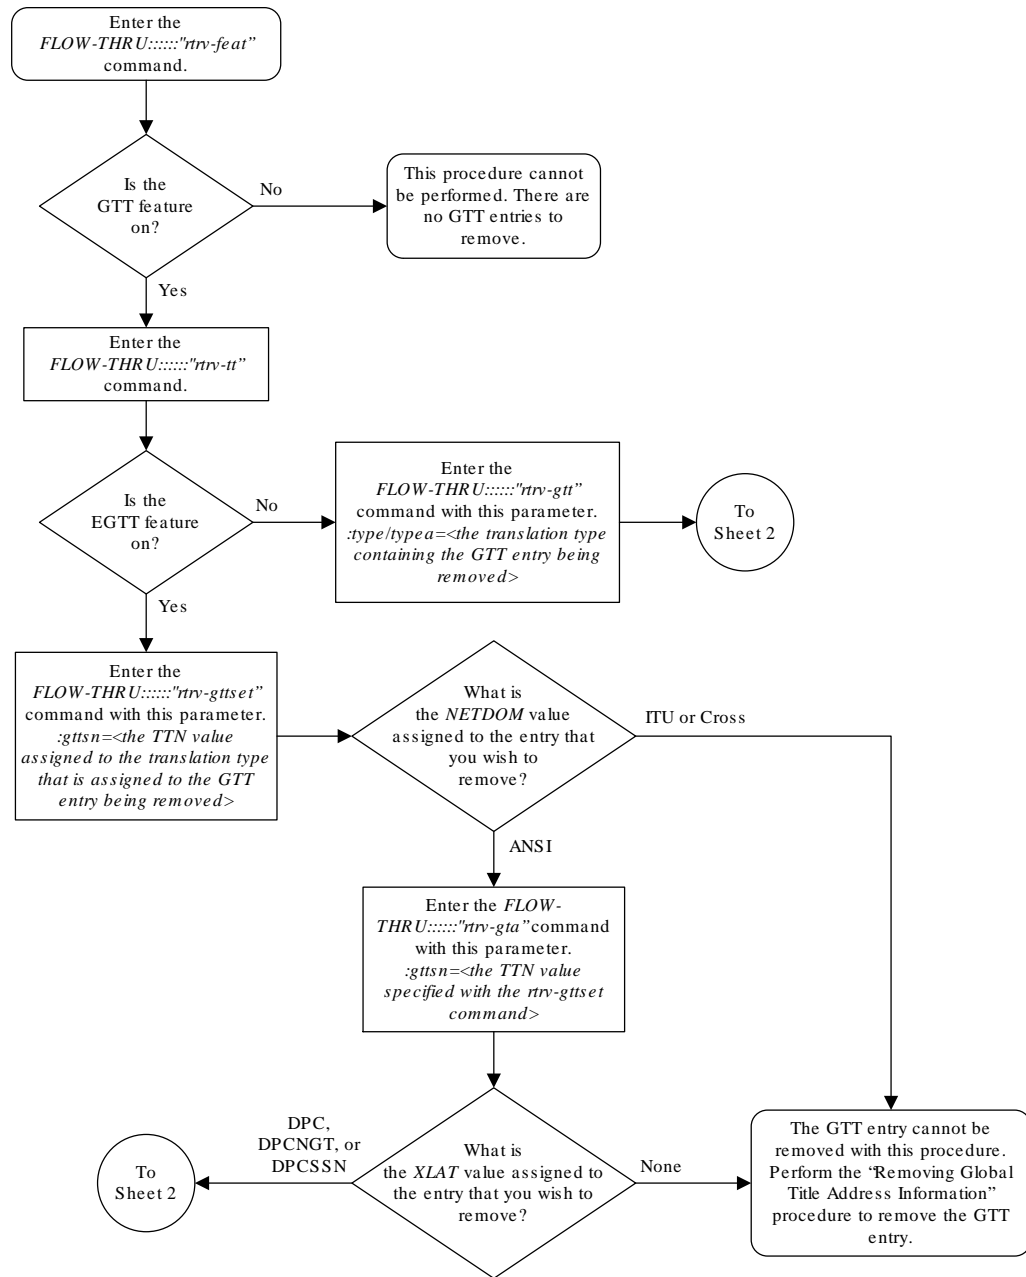 Enter the
FLOW-THRU::::::"rtrv-feat”
command.
Is the
GTT feature
on?
No
This procedure cannot
be performed. There are
no GTT entries to
remove.
Yes
Enter the
FLOW-THRU::::::"rtrv-tt”
command.
Is the
EGTT feature
on?
No
Enter the
FLOW-THRU::::::"rtrv-gtt”
command with this parameter.
:type/typea=<the translation type
containing the GTT entry being
removed>
To
Sheet 2
Yes
Enter the
FLOW-THRU::::::"rtrv-gttset”
command with this parameter.
:gttsn=<the TTN value
assigned to the translation type
that is assigned to the GTT
entry being removed>
What is
the NETDOM value
assigned to the entry that
you wish to
remove?
ITU or Cross
ANSI
Enter the FLOW-
THRU::::::"rtrv-gta” command
with this parameter.
:gttsn=<the TTN value
specified with the rtrv-gttset
command>
What is
the XLAT value assigned to
the entry that you wish to
remove?
DPC,
DPCNGT, or
DPCSSN
To
Sheet 2
None
The GTT entry cannot be
removed with this procedure.
Perform the “Removing Global
Title Address Information”
procedure to remove the GTT
entry.